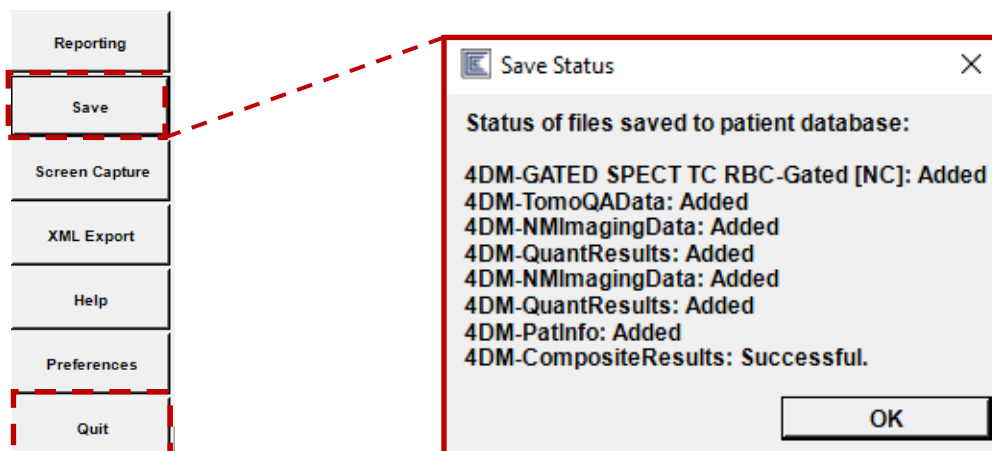 Reporting
Save
Screen Capture
XML Export
Help
Preferences
Quit
Save Status
Status of files saved to patient database:
4DM-GATED SPECT TC RBC-Gated [NC]: Added
4DM-TomoQAData: Added
4DM-NMImagingData: Added
4DM-QuantResults: Added
4DM-NMImagingData: Added
4DM-QuantResults: Added
4DM-PatInfo: Added
4DM-CompositeResults: Successful.
OK